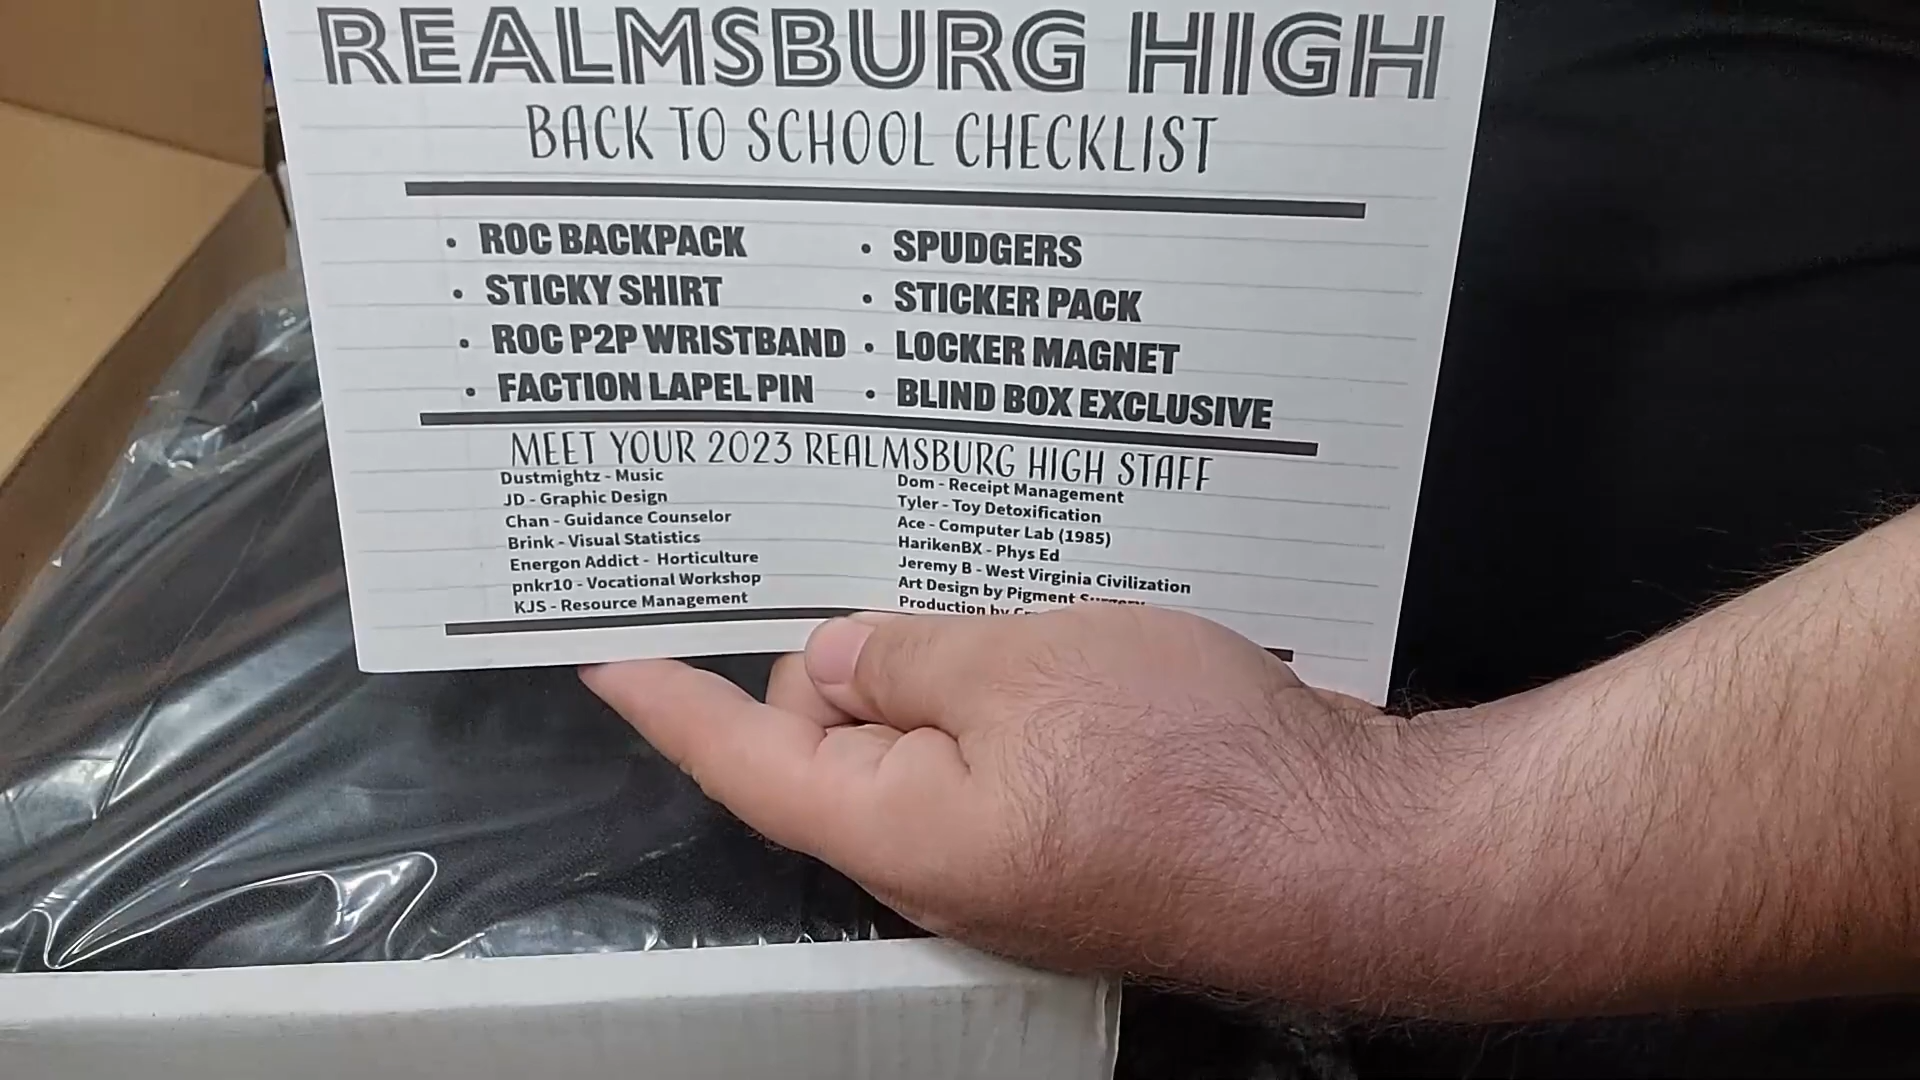 REALMSBURG HIGH
BACK TO SCHOOL CHECKLIST
• ROC BACKPACK
• STICKY SHIRT
• ROC P2P WRISTBAND
• FACTION LAPEL PIN
• SPUDGERS
• STICKER PACK
• LOCKER MAGNET
• BLIND BOX EXCLUSIVE
MEET YOUR 2023 REALMSBURG HIGH STAFF
Dustmightz - Music
JD - Graphic Design
Chan - Guidance Counselor
Brink - Visual Statistics
Energon Addict - Horticulture
pnkr10 - Vocational Workshop
KJS - Resource Management
Dom - Receipt Management
Tyler - Toy Detoxification
Ace - Computer Lab (1985)
HarikenBX - Phys Ed
Jeremy B - West Virginia Civilization
Art Design by Pigment
Production by